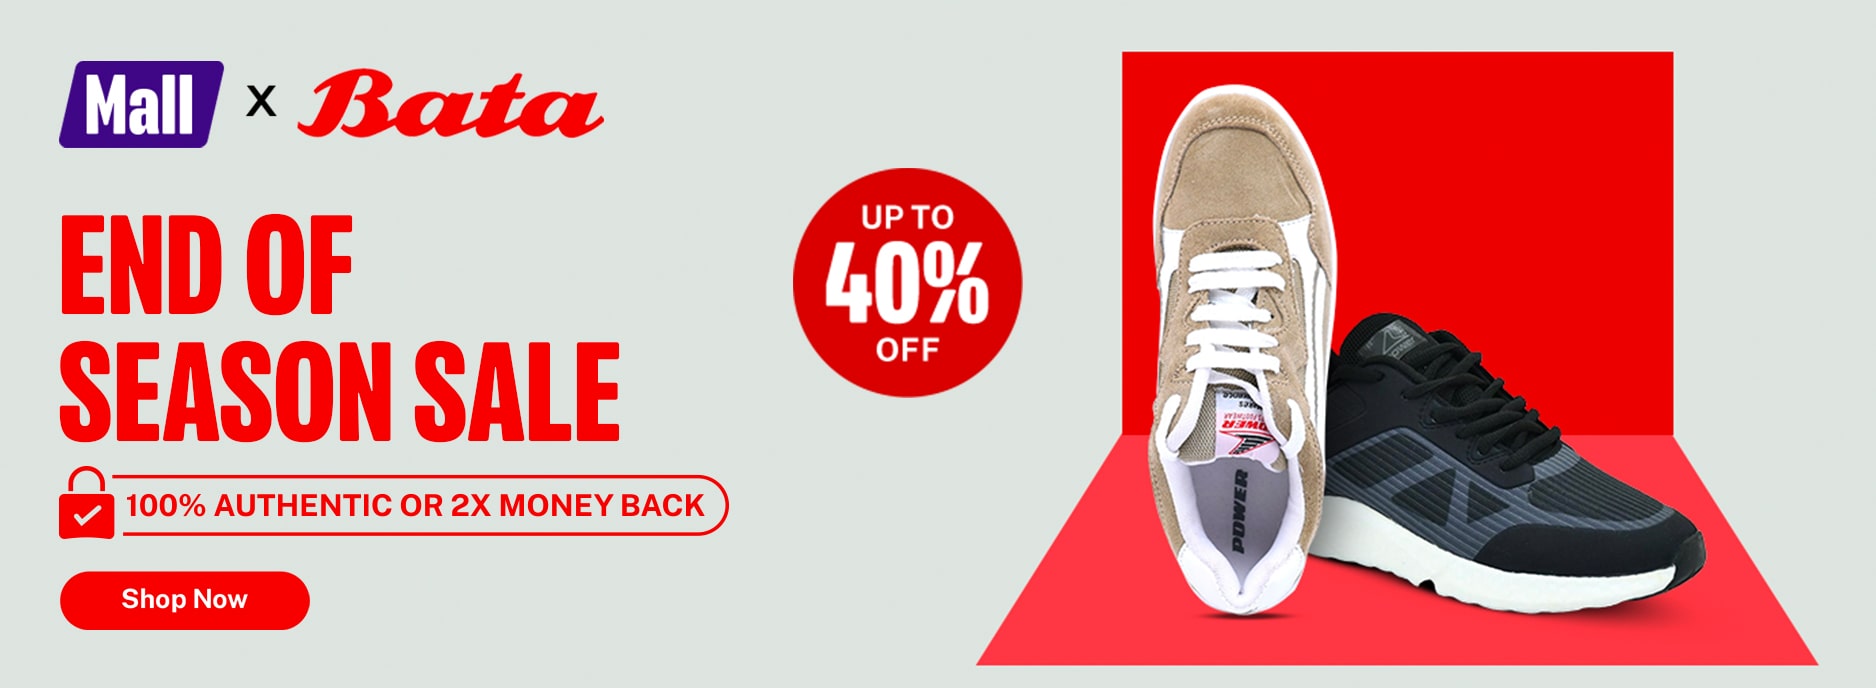 Mall x Bata
END OF
SEASON SALE
100% AUTHENTIC OR 2X MONEY BACK
Shop Now
UP TO
40%
OFF
POWER
POWER